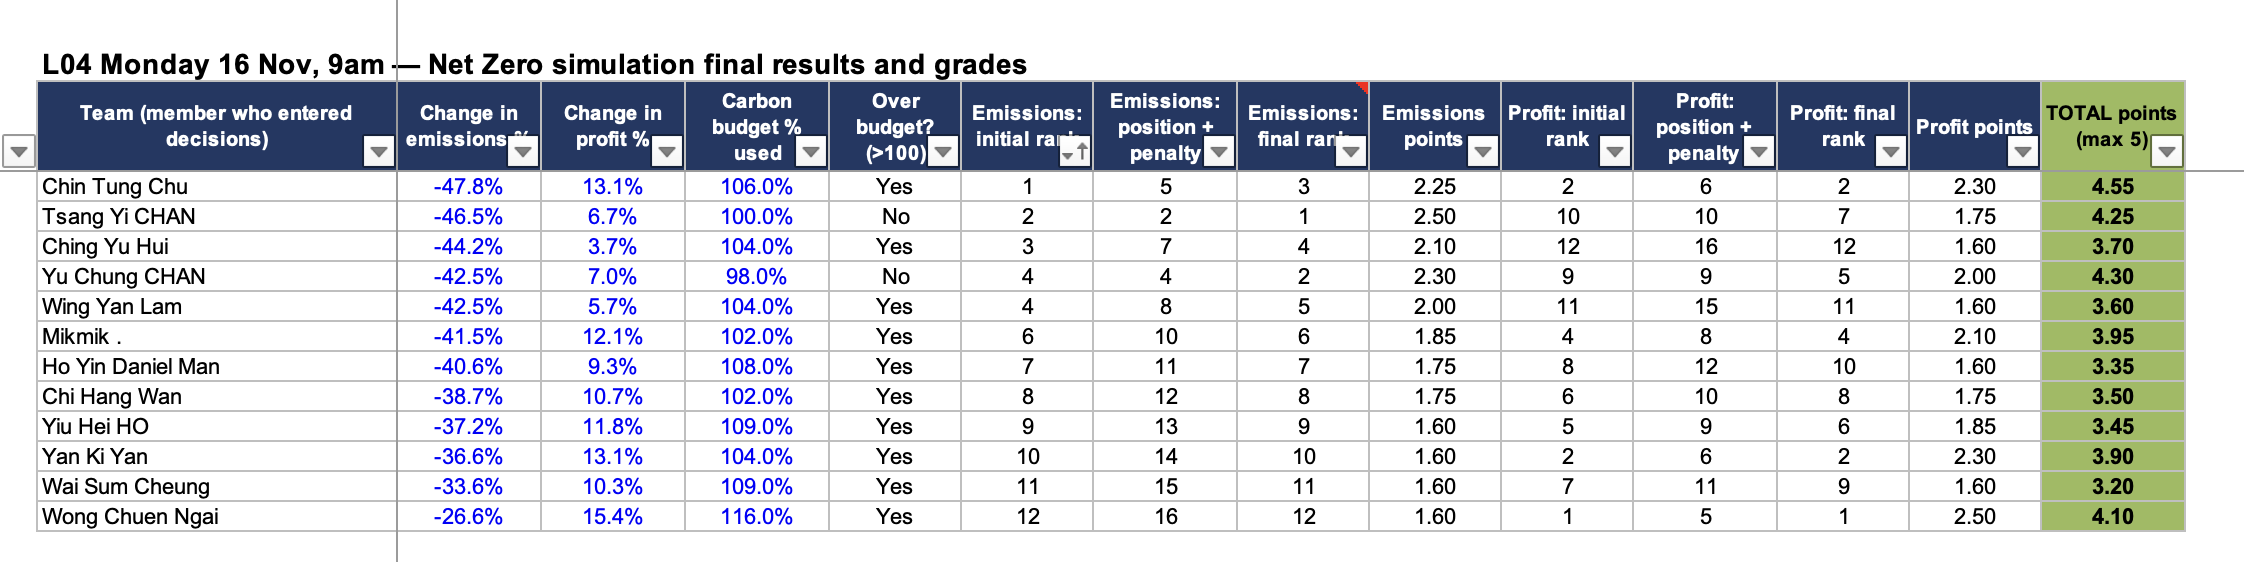 L04 Monday 16 Nov, 9am — Net Zero simulation final results and grades
Team (member who entered decisions) Change in emissions % Change in profit % Carbon budget % used Over budget? (>100) Emissions: initial rank Emissions: position + penalty Emissions: final rank Emissions points Profit: initial rank Profit: position + penalty Profit: final rank Profit points TOTAL points (max 5)
Chin Tung Chu -47.8% 13.1% 106.0% Yes 1 5 3 2.25 2 6 2 2.30 4.55
Tsang Yi CHAN -46.5% 6.7% 100.0% No 2 2 1 2.50 10 10 7 1.75 4.25
Ching Yu Hui -44.2% 3.7% 104.0% Yes 3 7 4 2.10 12 16 12 1.60 3.70
Yu Chung CHAN -42.5% 7.0% 98.0% No 4 4 2 2.30 9 9 5 2.00 4.30
Wing Yan Lam -42.5% 5.7% 104.0% Yes 4 8 5 2.00 11 15 11 1.60 3.60
Mikmik . -41.5% 12.1% 102.0% Yes 6 10 6 1.85 4 8 4 2.10 3.95
Ho Yin Daniel Man -40.6% 9.3% 108.0% Yes 7 11 7 1.75 8 12 10 1.60 3.35
Chi Hang Wan -38.7% 10.7% 102.0% Yes 8 12 8 1.75 6 10 8 1.75 3.50
Yiu Hei HO -37.2% 11.8% 109.0% Yes 9 13 9 1.60 5 9 6 1.85 3.45
Yan Ki Yan -36.6% 13.1% 104.0% Yes 10 14 10 1.60 2 6 2 2.30 3.90
Wai Sum Cheung -33.6% 10.3% 109.0% Yes 11 15 11 1.60 7 11 9 1.60 3.20
Wong Chuen Ngai -26.6% 15.4% 116.0% Yes 12 16 12 1.60 1 5 1 2.50 4.10